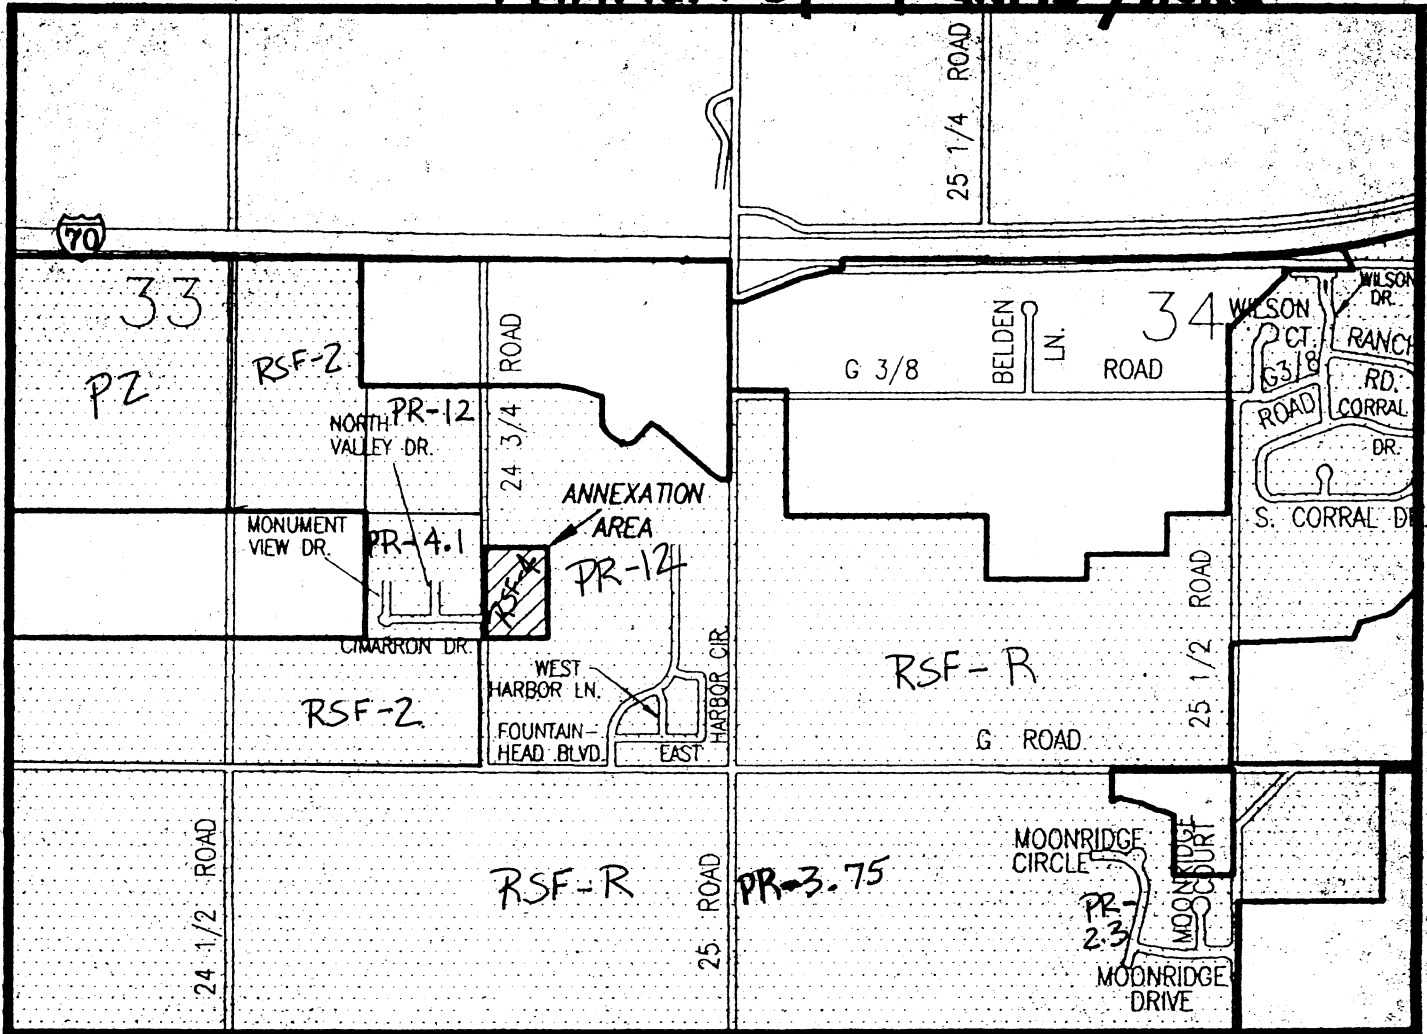 25 1/4 ROAD
70
33
P2
RSF-2
PR-12
NORTH
VALLEY DR.
24 3/4 ROAD
ANNEXATION
AREA
MONUMENT
VIEW DR.
PR-4.1
RSF-4
PR-12
CIMARRON DR.
WEST
HARBOR LN.
HARBOR CIR.
RSF-2
FOUNTAIN-
HEAD BLVD.
EAST
G 3/8 ROAD
BELDEN
LN.
34
WILSON
CT.
WILSON
DR.
G3/8
ROAD
RANCH
RD.
CORRAL
DR.
S. CORRAL
25 1/2 ROAD
RSF-R
G ROAD
24 1/2 ROAD
RSF-R
25 ROAD
PR-3.75
MOONRIDGE
CIRCLE
MOONRIDGE
COURT
PR-
2.3
MOONRIDGE
DRIVE